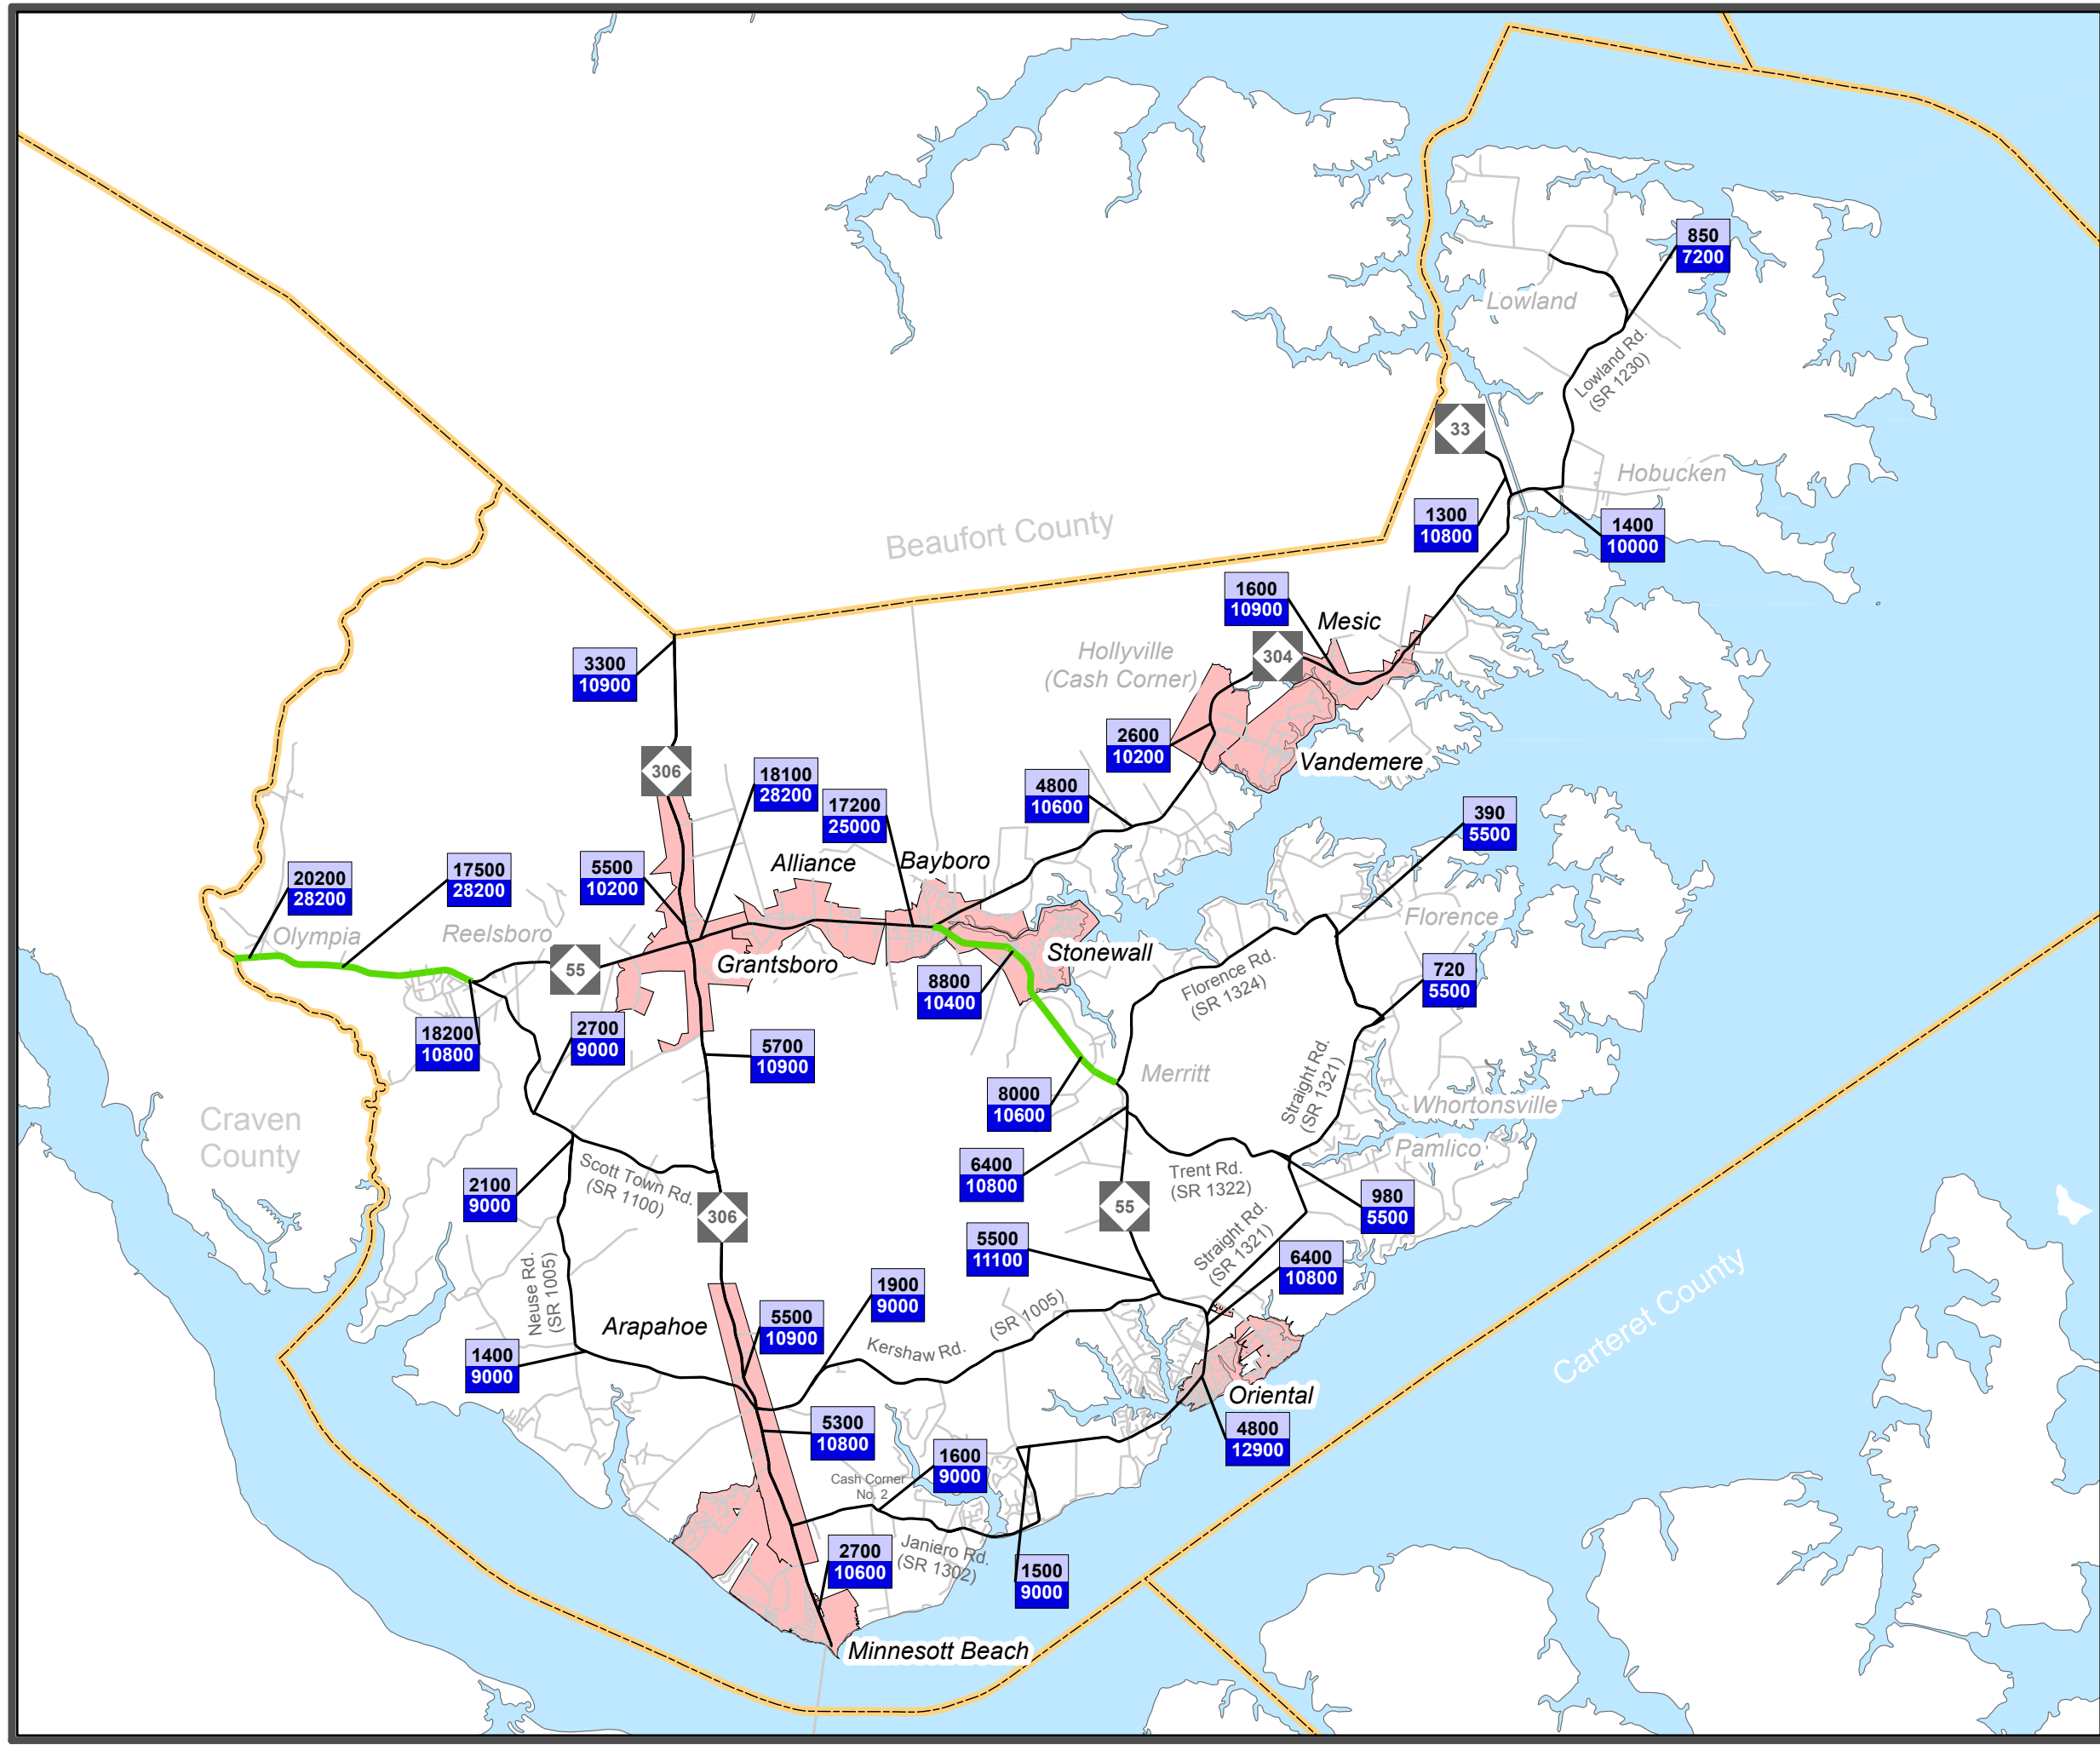 850
7200
Lowland
Lowland Rd.
(SR 1230)
33
Hobucken
1300
10800
1400
10000
Beaufort County
1600
10900
Mesic
Hollyville
(Cash Corner)
304
3300
10900
2600
10200
Vandemere
306
18100
28200
17200
25000
4800
10600
390
5500
Alliance
Bayboro
20200
28200
17500
28200
5500
10200
Olympia
Reelsboro
55
Grantsboro
Stonewall
Florence
Florence Rd.
(SR 1324)
8800
10400
720
5500
18200
10800
2700
9000
5700
10900
Merritt
8000
10600
Straight Rd.
(SR 1321)
Whortonsville
Craven
County
Pamlico
6400
10800
Trent Rd.
(SR 1322)
Scott Town Rd.
(SR 1100)
2100
9000
306
55
980
5500
Straight Rd.
(SR 1321)
5500
11100
6400
10800
Neuse Rd.
(SR 1005)
1900
9000
Arapahoe
5500
10900
Kershaw Rd.
(SR 1005)
1400
9000
Carteret County
Oriental
5300
10800
4800
12900
1600
9000
Cash Corner
No. 2
Janiero Rd.
(SR 1302)
2700
10600
1500
9000
Minnesott Beach